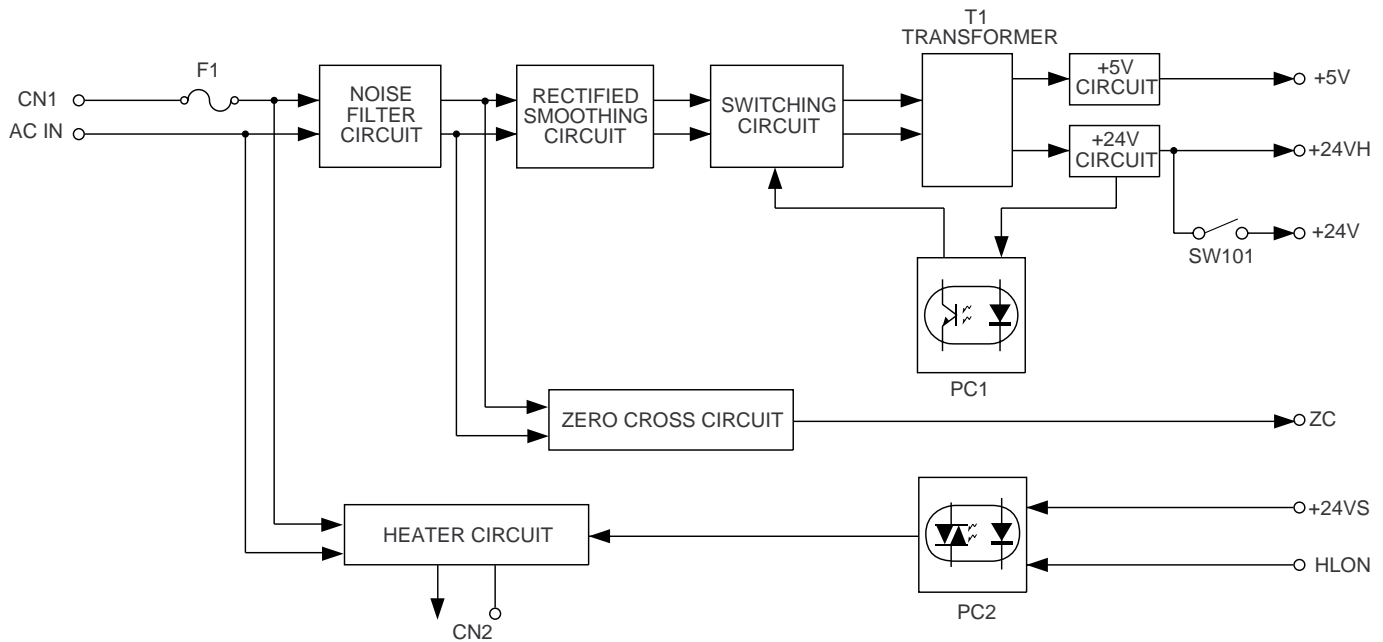 T1
TRANSFORMER
F1
CN1
AC IN
NOISE
FILTER
CIRCUIT
RECTIFIED
SMOOTHING
CIRCUIT
SWITCHING
CIRCUIT
+5V
CIRCUIT
+5V
+24V
CIRCUIT
+24VH
+24V
SW101
PC1
ZERO CROSS CIRCUIT
ZC
HEATER CIRCUIT
+24VS
HLON
PC2
CN2